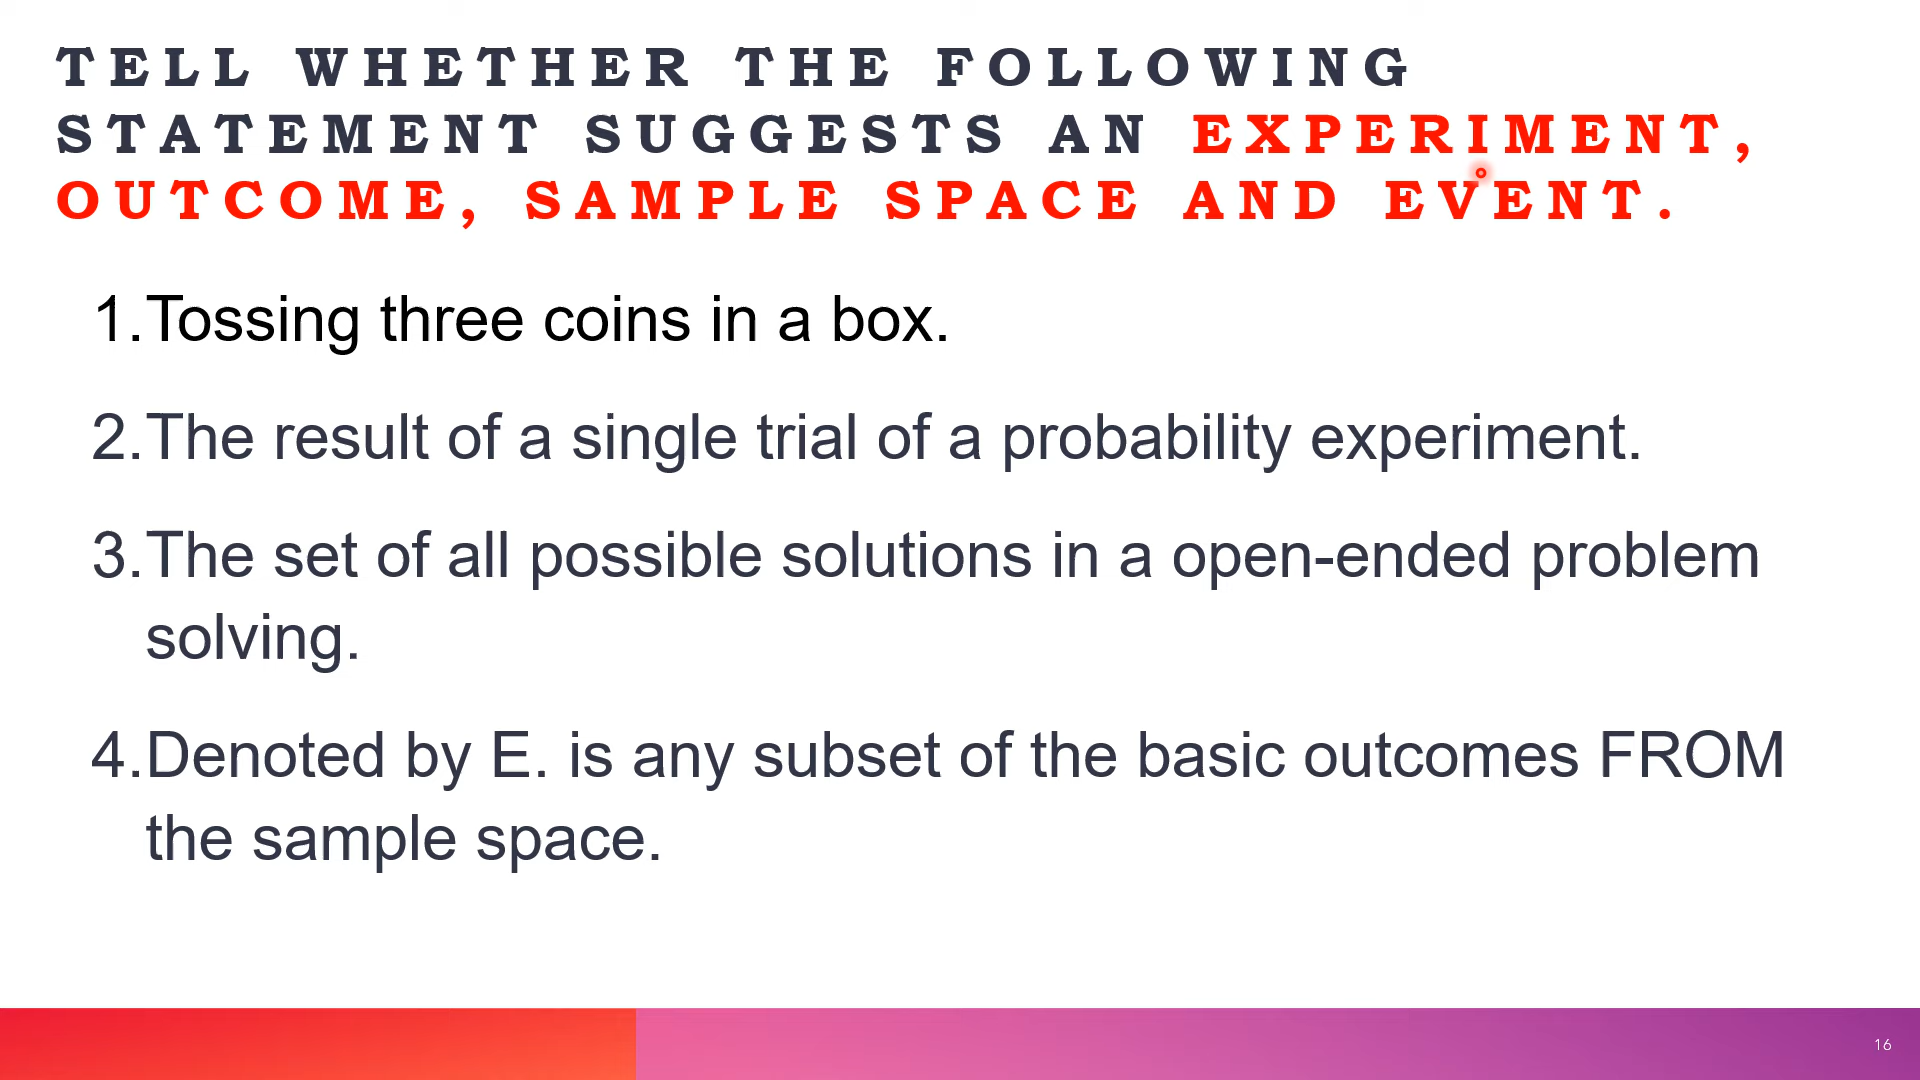 TELL WHETHER THE FOLLOWING
STATEMENT SUGGESTS AN EXPERIMENT,
OUTCOME, SAMPLE SPACE AND EVENT.
1.Tossing three coins in a box.
2.The result of a single trial of a probability experiment.
3.The set of all possible solutions in a open-ended problem
solving.
4.Denoted by E. is any subset of the basic outcomes FROM
the sample space.
16